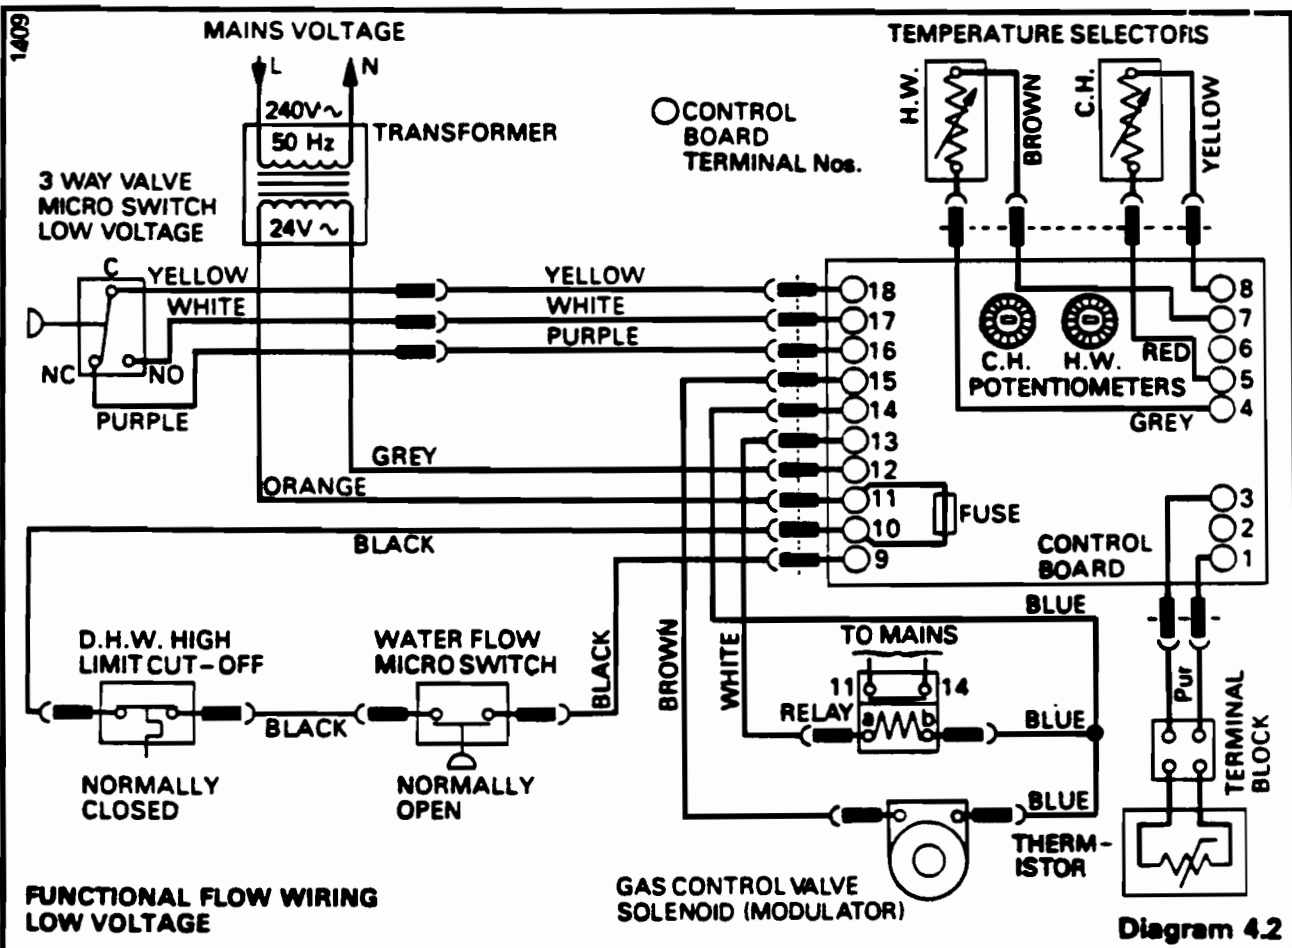 1409
MAINS VOLTAGE
L
N
240V~
50 Hz
TRANSFORMER
24V~
CONTROL
BOARD
TERMINAL Nos.
TEMPERATURE SELECTORS
H.W.
BROWN
C.H.
YELLOW
3 WAY VALVE
MICRO SWITCH
LOW VOLTAGE
C
YELLOW
WHITE
NC
NO
PURPLE
YELLOW
WHITE
PURPLE
GREY
ORANGE
BLACK
18
17
16
15
14
13
12
11
10
9
FUSE
C.H.
H.W.
POTENTIOMETERS
RED
GREY
8
7
6
5
4
3
2
1
CONTROL
BOARD
D.H.W. HIGH
LIMIT CUT-OFF
BLACK
NORMALLY
CLOSED
WATER FLOW
MICRO SWITCH
NORMALLY
OPEN
BLACK
BROWN
WHITE
BLUE
TO MAINS
11
14
RELAY
a
b
BLUE
BLUE
Pur
TERMINAL
BLOCK
THERM-
ISTOR
GAS CONTROL VALVE
SOLENOID (MODULATOR)
FUNCTIONAL FLOW WIRING
LOW VOLTAGE
Diagram 4.2